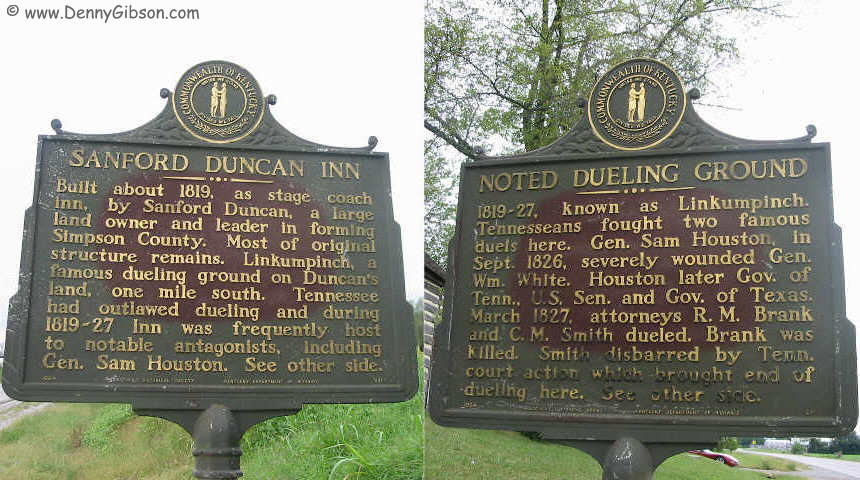 © www.DennyGibson.com
COMMONWEALTH OF KENTUCKY
SANFORD DUNCAN INN
Built about 1819, as stage coach
inn, by Sanford Duncan, a large
land owner and leader in forming
Simpson County. Most of original
structure remains. Linkumpinch, a
famous dueling ground on Duncan's
land, one mile south. Tennessee
had outlawed dueling and during
1819-27 Inn was frequently host
to notable antagonists, including
Gen. Sam Houston. See other side.
COMMONWEALTH OF KENTUCKY
NOTED DUELING GROUND
1819-27, known as Linkumpinch.
Tennesseans fought two famous
duels here. Gen. Sam Houston, in
Sept. 1826, severely wounded Gen.
Wm. White. Houston later Gov. of
Tenn., U.S. Sen. and Gov. of Texas.
March 1827, attorneys R. M. Brank
and C. M. Smith dueled. Brank was
killed. Smith disbarred by Tenn.
court action which brought end of
dueling here. See other side.